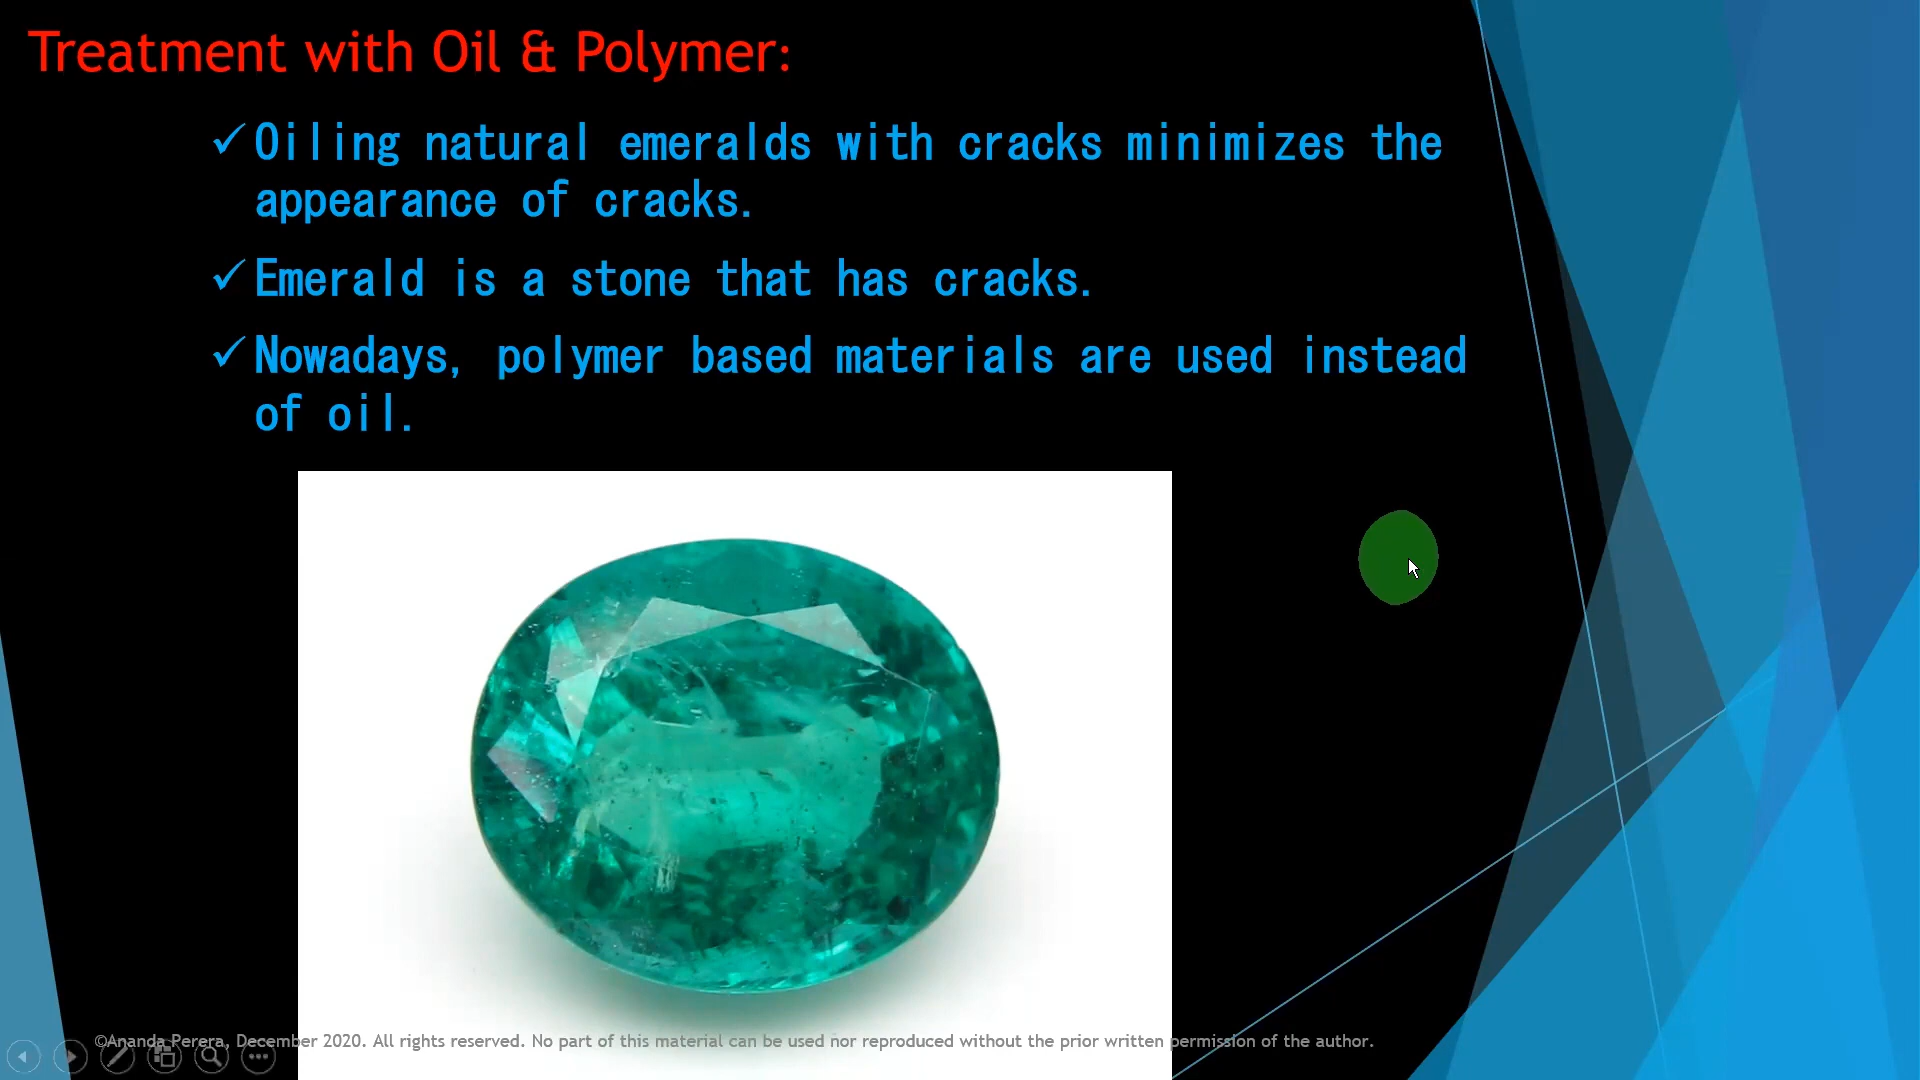 Treatment with Oil & Polymer:
✓Oiling natural emeralds with cracks minimizes the
appearance of cracks.
✓Emerald is a stone that has cracks.
✓Nowadays, polymer based materials are used instead
of oil.
©Ananda Perera, December 2020. All rights reserved. No part of this material can be used nor reproduced without the prior written permission of the author.